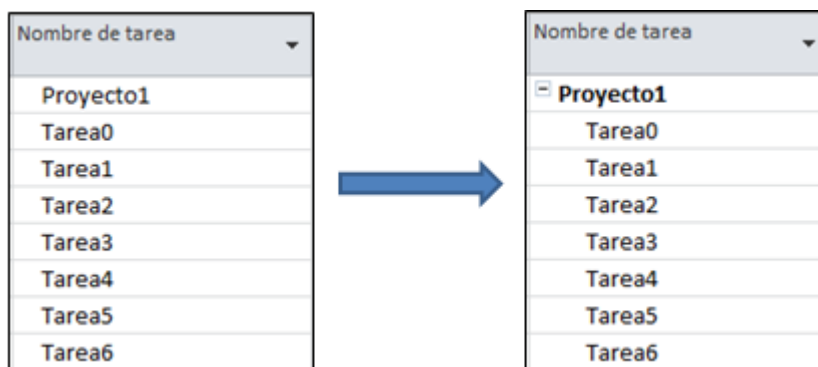 Nombre de tarea
Proyecto1
Tarea0
Tarea1
Tarea2
Tarea3
Tarea4
Tarea5
Tarea6
Nombre de tarea
Proyecto1
Tarea0
Tarea1
Tarea2
Tarea3
Tarea4
Tarea5
Tarea6